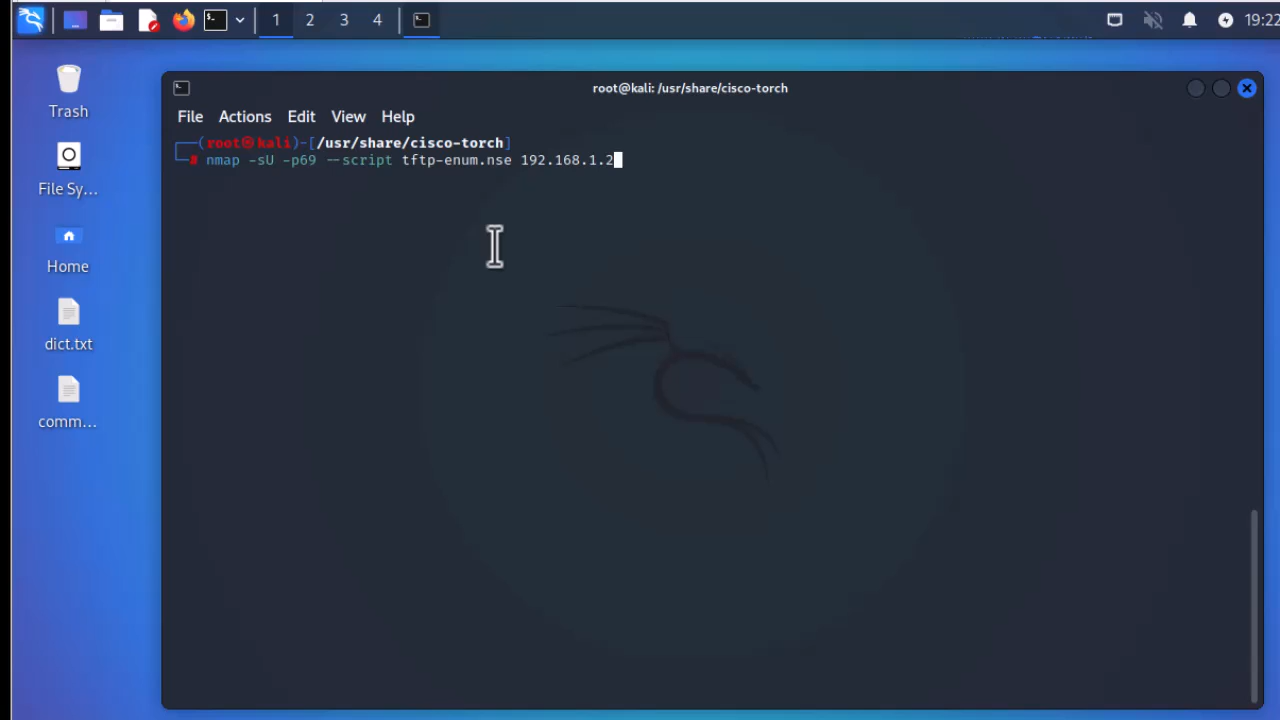 1 2 3 4 19:22
root@kali: /usr/share/cisco-torch
Trash
File Sy...
Home
dict.txt
comm...
File Actions Edit View Help
(root㉿kali)-[/usr/share/cisco-torch]
# nmap -sU -p69 --script tftp-enum.nse 192.168.1.2